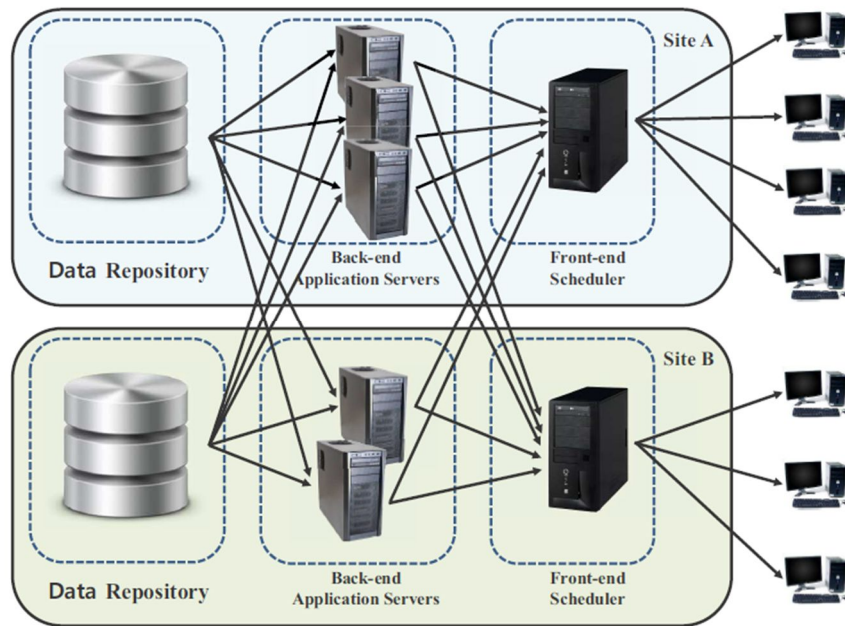 Site A
Data Repository
Back-end
Application Servers
Front-end
Scheduler
Site B
Data Repository
Back-end
Application Servers
Front-end
Scheduler